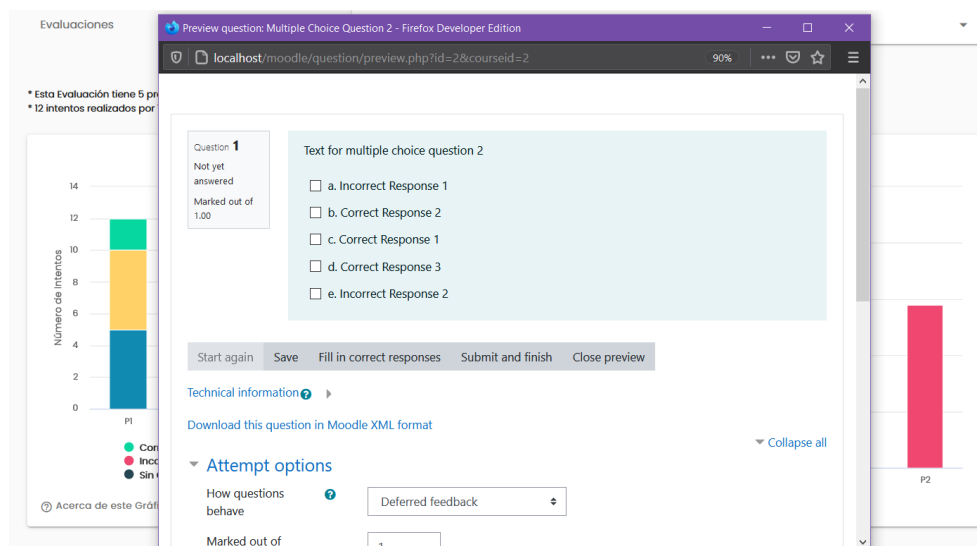 Evaluaciones
Preview question: Multiple Choice Question 2 - Firefox Developer Edition
localhost/moodle/question/preview.php?id=2&courseid=2
90%
* Esta Evaluación tiene 5
* 12 intentos realizados por
Question 1
Not yet
answered
Marked out of
1.00
Text for multiple choice question 2
a. Incorrect Response 1
b. Correct Response 2
c. Correct Response 1
d. Correct Response 3
e. Incorrect Response 2
14
12
10
8
6
4
2
0
Número de Intentos
P1
P2
Sin
Acerca de este
Start again
Save
Fill in correct responses
Submit and finish
Close preview
Technical information
Download this question in Moodle XML format
Collapse all
Attempt options
How questions
behave
Deferred feedback
Marked out of